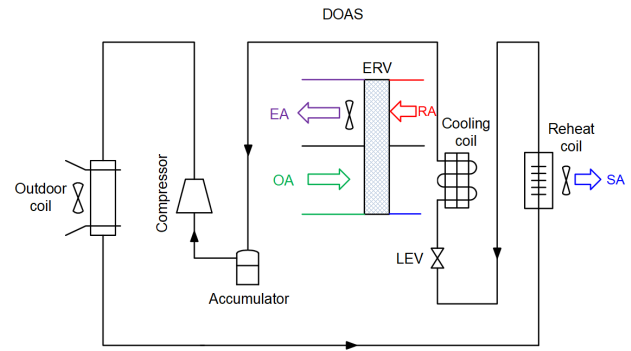 DOAS
ERV
EA
RA
Cooling
coil
Reheat
coil
Outdoor
coil
Compressor
OA
SA
LEV
Accumulator